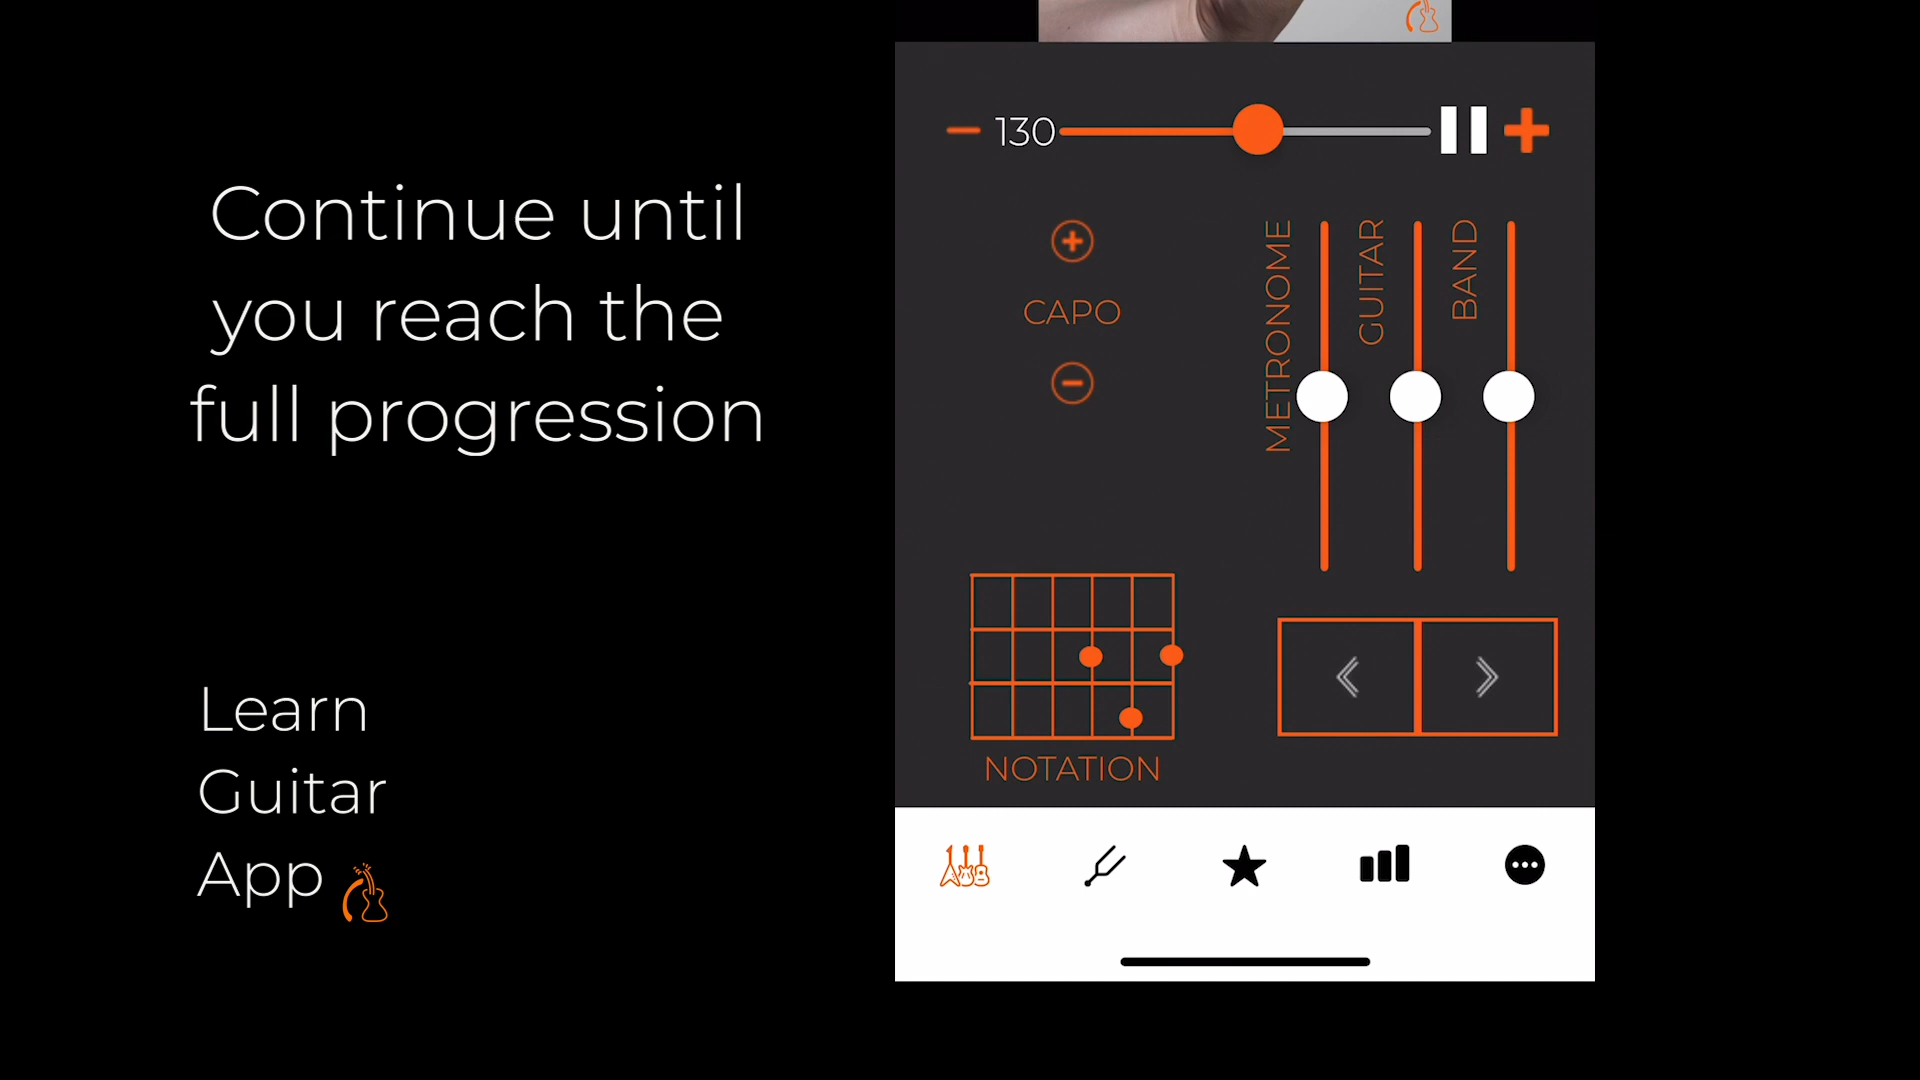 Continue until
you reach the
full progression
Learn
Guitar
App
130
CAPO
METRONOME
GUITAR
BAND
NOTATION